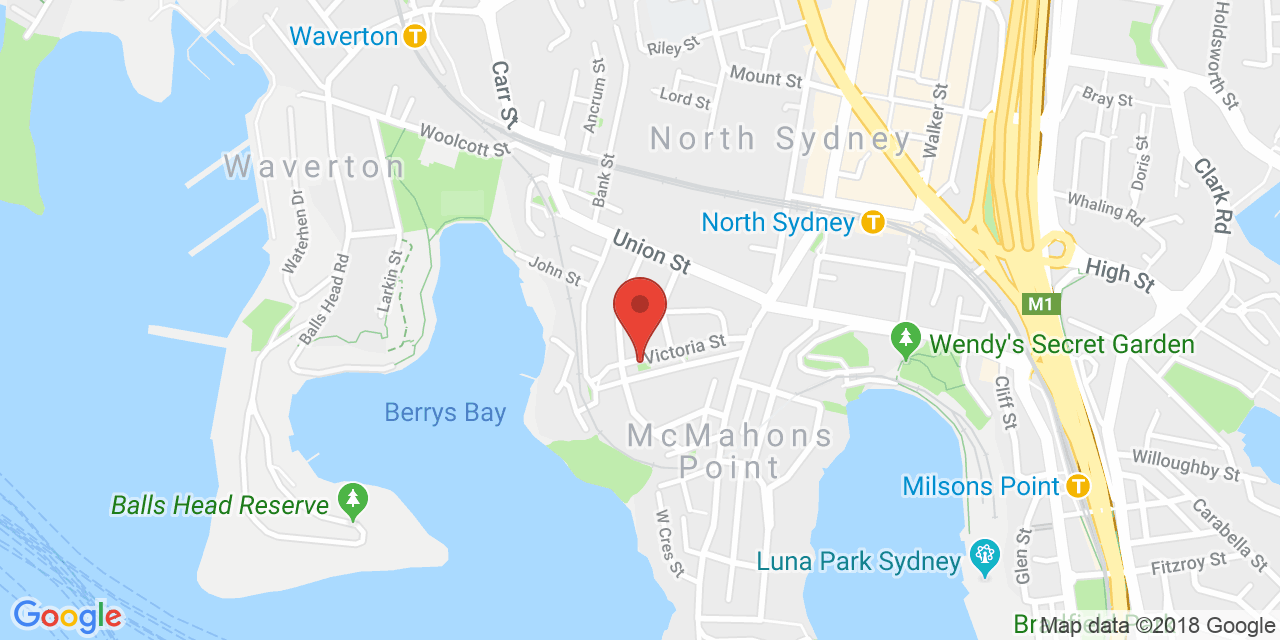 Waverton
Riley St
Mount St
Holdsworth St
Carr St
Ancrum St
Lord St
Bray St
Walker St
Woolcott St
North Sydney
Doris St
Waverton
Clark Rd
Bank St
Whaling Rd
Waterhen Dr
North Sydney
Union St
Larkin St
John St
High St
Balls Head Rd
M1
Victoria St
Wendy's Secret Garden
Cliff St
Berrys Bay
McMahons
Point
Willoughby St
Milsons Point
Balls Head Reserve
Carabella St
W Cres St
Glen St
Luna Park Sydney
Fitzroy St
Google
Map data ©2018 Google